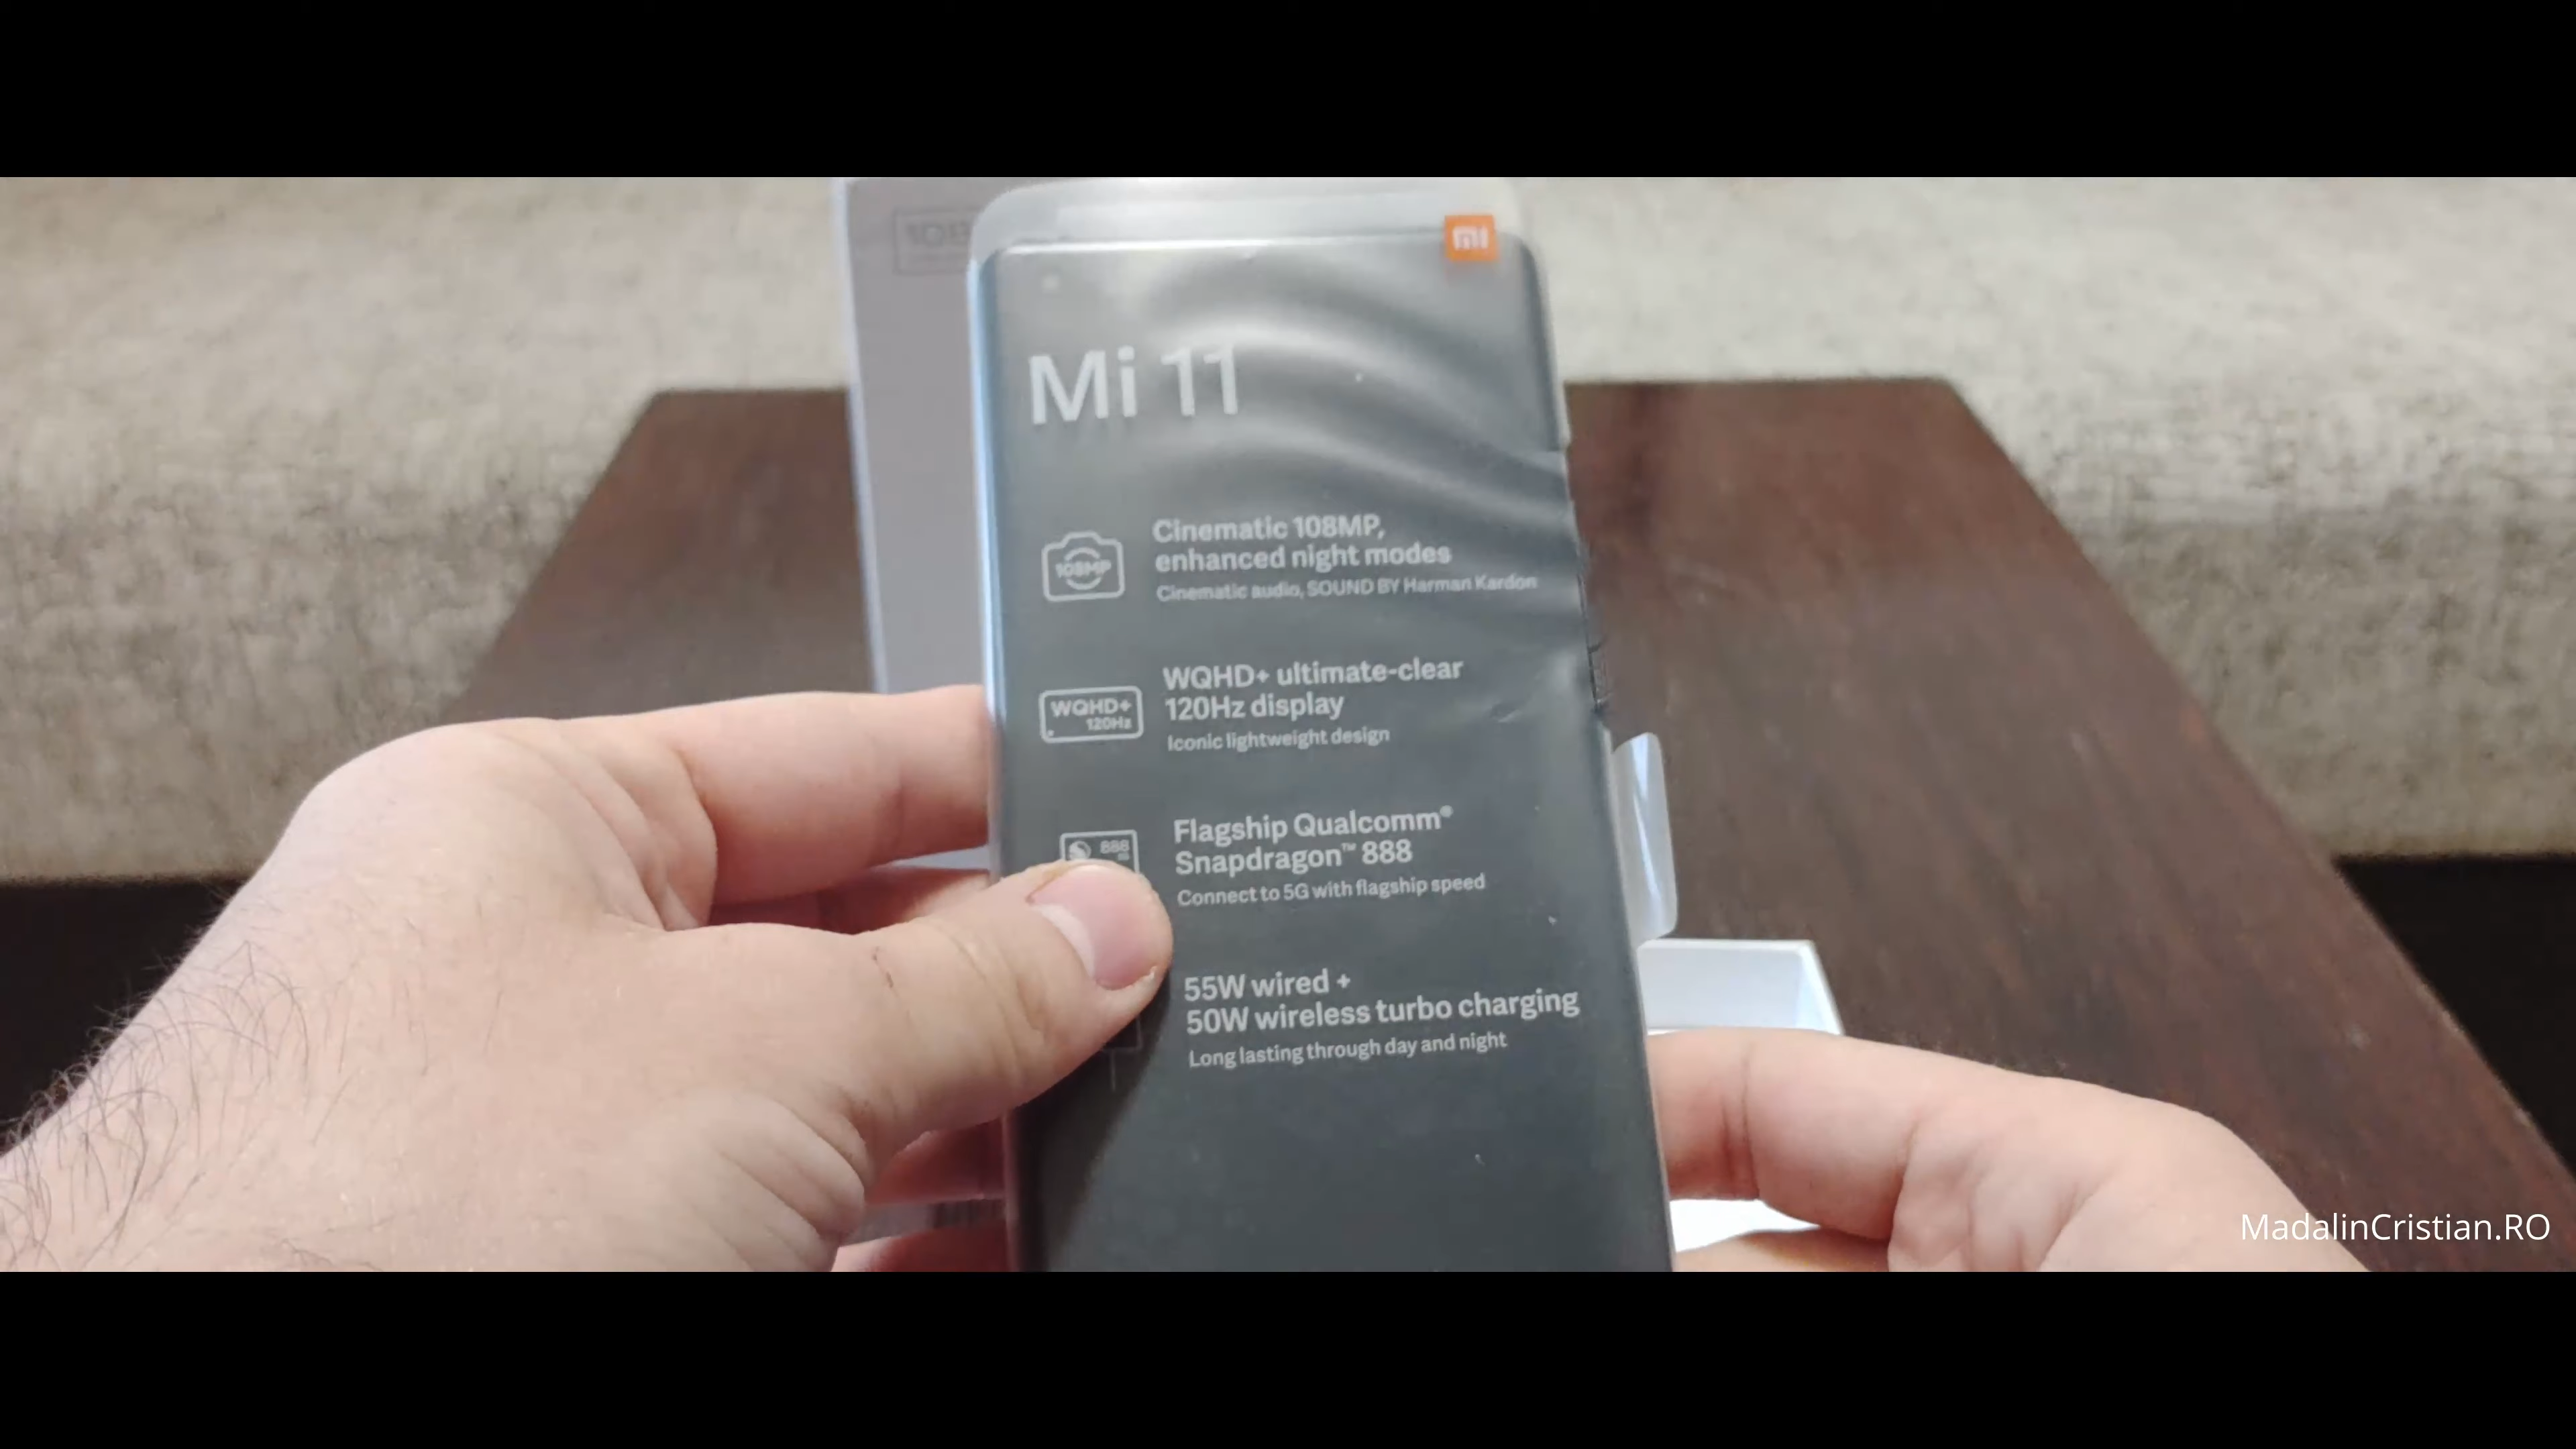 108
mi
Mi 11
108MP
Cinematic 108MP,
enhanced night modes
Cinematic audio, SOUND BY Harman Kardon
WQHD+
120Hz
WQHD+ ultimate-clear
120Hz display
Iconic lightweight design
888
Flagship Qualcomm®
Snapdragon™ 888
Connect to 5G with flagship speed
55W wired +
50W wireless turbo charging
Long lasting through day and night
MadalinCristian.RO